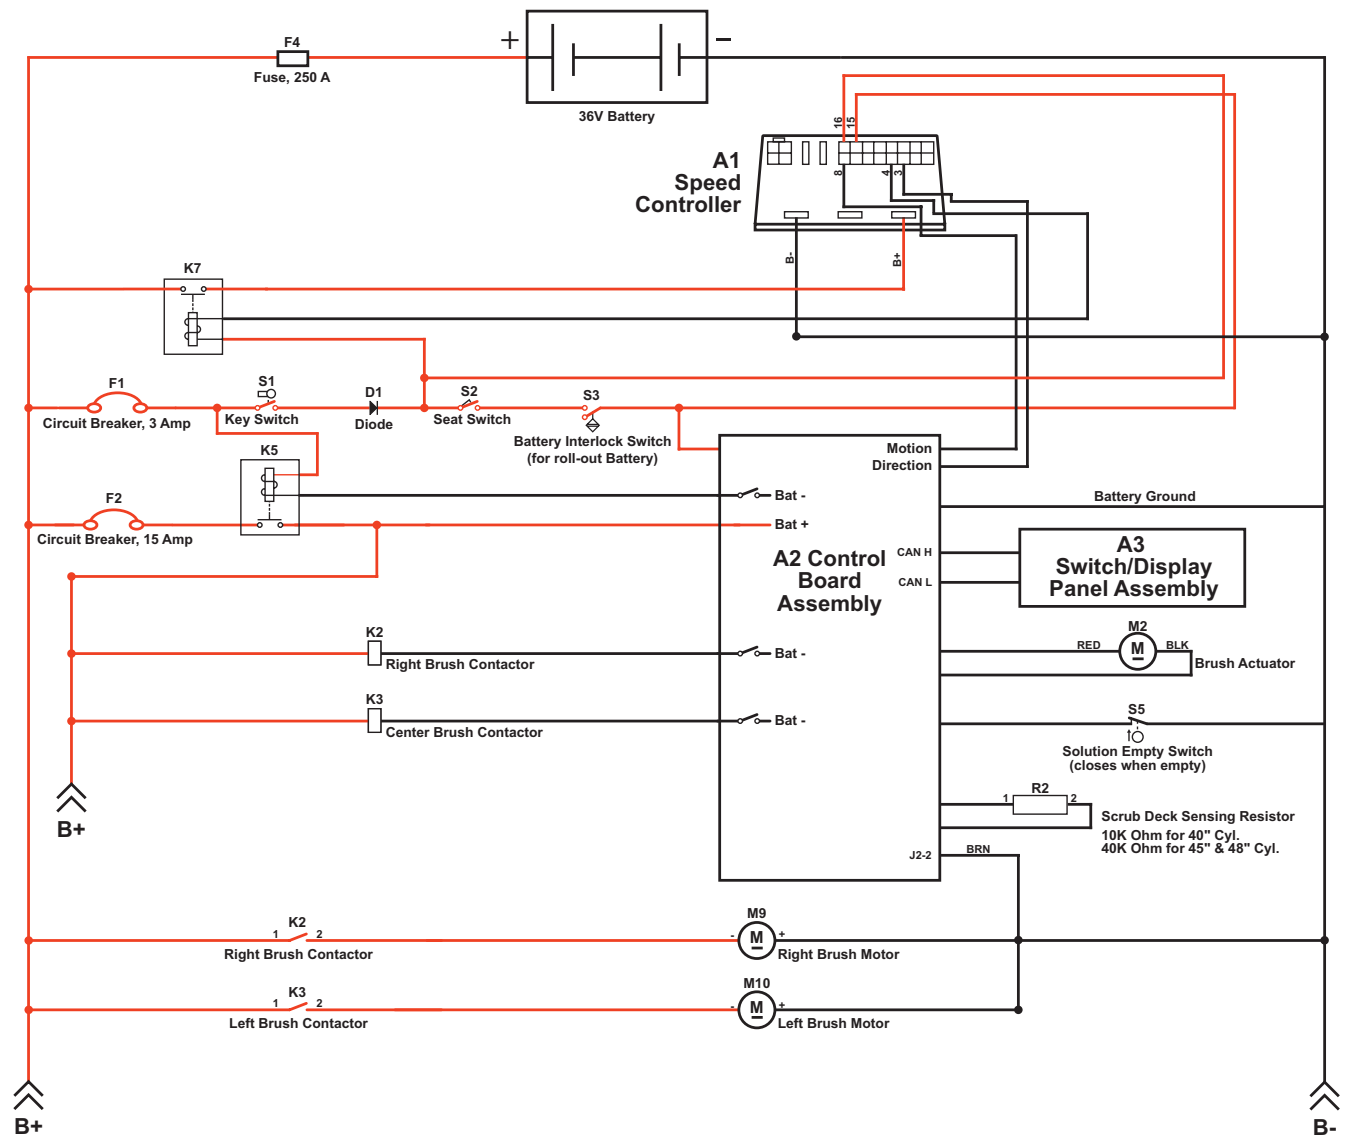 F4
Fuse, 250 A
+
-
36V Battery
16
15
A1
Speed
Controller
8
4
3
B-
B+
K7
F1
Circuit Breaker, 3 Amp
S1
Key Switch
D1
Diode
S2
Seat Switch
S3
Battery Interlock Switch
(for roll-out Battery)
K5
F2
Circuit Breaker, 15 Amp
Motion
Direction
Bat -
Bat +
Battery Ground
A2 Control
Board
Assembly
CAN H
CAN L
A3
Switch/Display
Panel Assembly
K2
Right Brush Contactor
Bat -
M2
RED
M
BLK
Brush Actuator
K3
Center Brush Contactor
Bat -
S5
Solution Empty Switch
(closes when empty)
R2
1
2
Scrub Deck Sensing Resistor
10K Ohm for 40" Cyl.
40K Ohm for 45" & 48" Cyl.
B+
J2-2
BRN
K2
1
2
Right Brush Contactor
M9
-
M
+
Right Brush Motor
K3
1
2
Left Brush Contactor
M10
-
M
+
Left Brush Motor
B+
B-